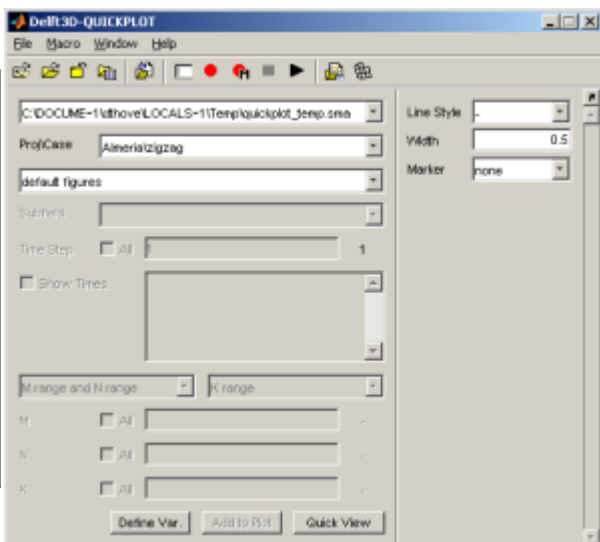 Delft3D-QUICKPLOT
File Macro Window Help
C:\DOCUME~1\dthove\LOCALS~1\Temp\quickplot_temp.sma
Proj\Case Almeria\zigzag
default figures
Subfield
Time Step All 1 1
Show Times
M range and N range K range
M All -
N All -
K All -
Define Var. Add to Plot Quick View
Line Style -
Width 0.5
Marker none